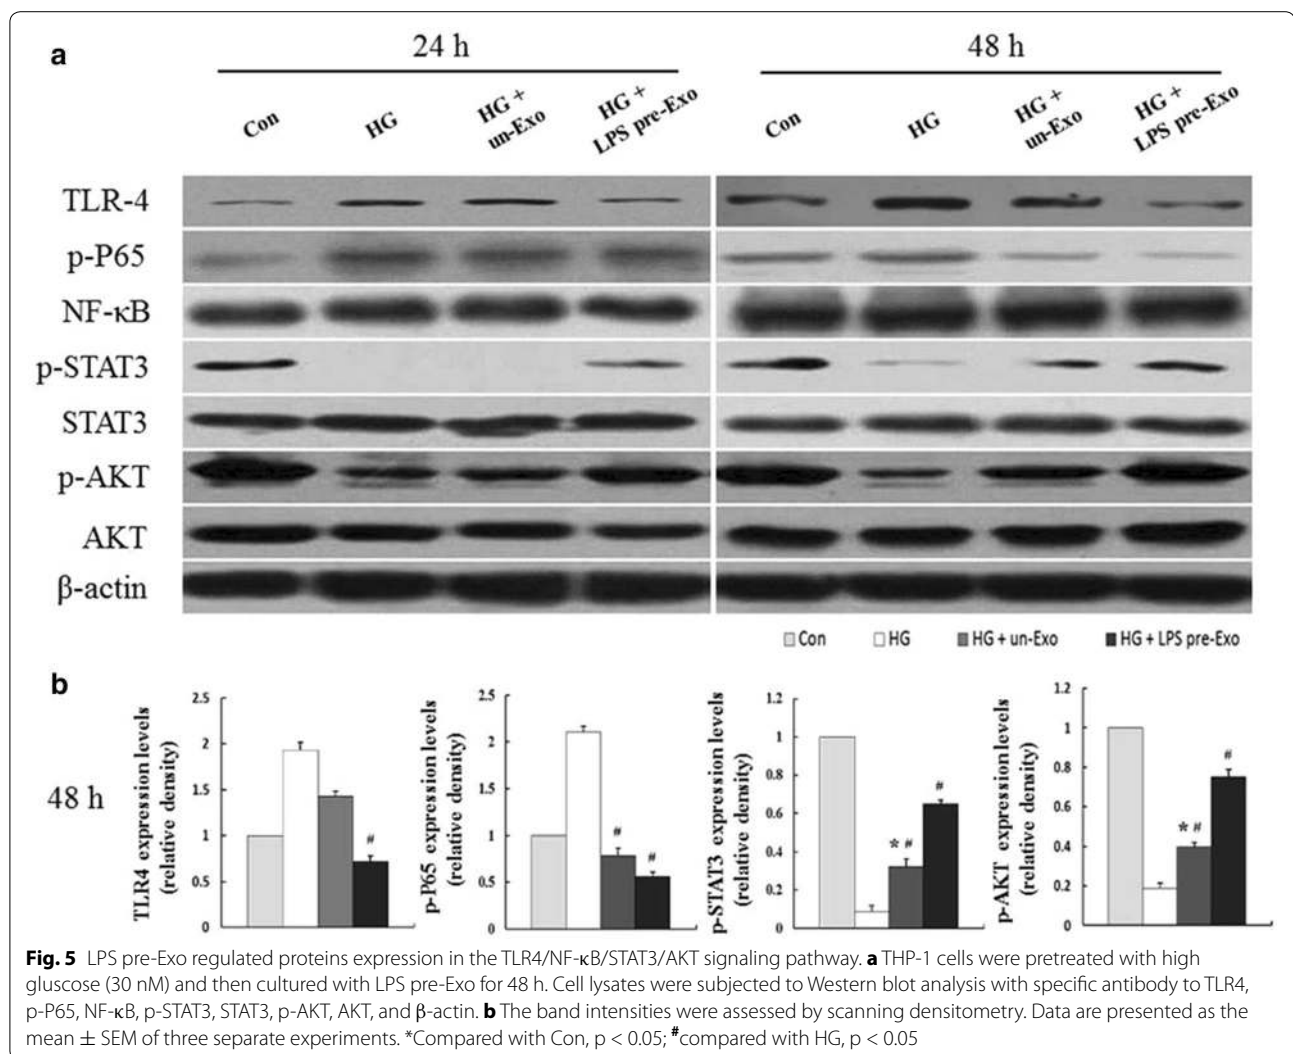 a
24 h
48 h
Con
HG
HG +
un-Exo
HG +
LPS pre-Exo
Con
HG
HG +
un-Exo
HG +
LPS pre-Exo
TLR-4
p-P65
NF-κB
p-STAT3
STAT3
p-AKT
AKT
β-actin
Con HG HG + un-Exo HG + LPS pre-Exo
b
48 h
TLR4 expression levels
(relative density)
2.5
2
1.5
1
0.5
0
#
p-P65 expression levels
(relative density)
2.5
2
1.5
1
0.5
0
#
#
p-STAT3 expression levels
(relative density)
1.2
1
0.8
0.6
0.4
0.2
0
* #
#
p-AKT expression levels
(relative density)
1.2
1
0.8
0.6
0.4
0.2
0
* #
#
Fig. 5 LPS pre-Exo regulated proteins expression in the TLR4/NF-κB/STAT3/AKT signaling pathway. a THP-1 cells were pretreated with high
gluscose (30 nM) and then cultured with LPS pre-Exo for 48 h. Cell lysates were subjected to Western blot analysis with specific antibody to TLR4,
p-P65, NF-κB, p-STAT3, STAT3, p-AKT, AKT, and β-actin. b The band intensities were assessed by scanning densitometry. Data are presented as the
mean ± SEM of three separate experiments. *Compared with Con, p < 0.05; #compared with HG, p < 0.05